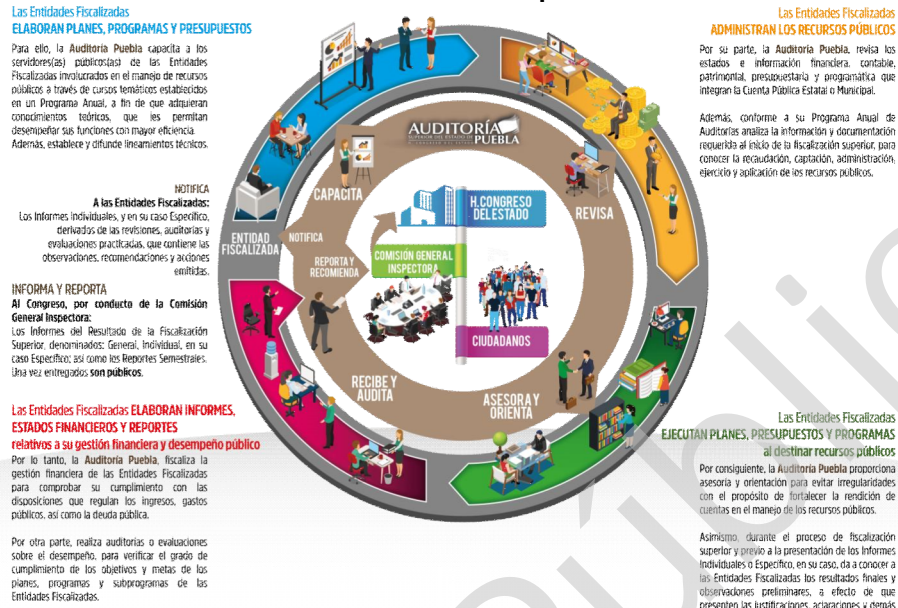 Las Entidades Fiscalizadas
ELABORAN PLANES, PROGRAMAS Y PRESUPUESTOS
Para ello, la Auditoría Puebla capacita a los
servidores(as) públicos(as) de las Entidades
Fiscalizadas involucrados en el manejo de recursos
públicos a través de cursos temáticos establecidos
en un Programa Anual, a fin de que adquieran
conocimientos teóricos, que les permitan
desempeñar sus funciones con mayor eficiencia.
Además, establece y difunde lineamientos técnicos.
NOTIFICA
A las Entidades Fiscalizadas:
Los Informes Individuales, y en su caso Específico,
derivados de las revisiones, auditorías y
evaluaciones practicadas, que contiene las
observaciones, recomendaciones y acciones
emitidas.
INFORMA Y REPORTA
Al Congreso, por conducto de la Comisión
General Inspectora:
Los Informes del Resultado de la Fiscalización
Superior, denominados: General, Individual, en su
caso Específico; así como los Reportes Semestrales.
Una vez entregados son públicos.
Las Entidades Fiscalizadas ELABORAN INFORMES,
ESTADOS FINANCIEROS Y REPORTES
relativos a su gestión financiera y desempeño público
Por lo tanto, la Auditoría Puebla, fiscaliza la
gestión financiera de las Entidades Fiscalizadas
para comprobar su cumplimiento con las
disposiciones que regulan los ingresos, gastos
públicos, así como la deuda pública.
Por otra parte, realiza auditorías o evaluaciones
sobre el desempeño, para verificar el grado de
cumplimiento de los objetivos y metas de los
planes, programas y subprogramas de las
Entidades Fiscalizadas.
AUDITORÍA
SUPERIOR DEL ESTADO DE
PUEBLA
CAPACITA
REVISA
H. CONGRESO
DEL ESTADO
ENTIDAD
FISCALIZADA
NOTIFICA
REPORTA Y
RECOMIENDA
COMISIÓN GENERAL
INSPECTORA
CIUDADANOS
RECIBE Y
AUDITA
ASESORA Y
ORIENTA
Las Entidades Fiscalizadas
ADMINISTRAN LOS RECURSOS PÚBLICOS
Por su parte, la Auditoría Puebla, revisa los
estados e información financiera, contable,
patrimonial, presupuestaria y programática que
integran la Cuenta Pública Estatal o Municipal.
Además, conforme a su Programa Anual de
Auditorías analiza la información y documentación
requerida al inicio de la fiscalización superior, para
conocer la recaudación, captación, administración,
ejercicio y aplicación de los recursos públicos.
Las Entidades Fiscalizadas
EJECUTAN PLANES, PRESUPUESTOS Y PROGRAMAS
al destinar recursos públicos
Por consiguiente, la Auditoría Puebla proporciona
asesoría y orientación para evitar irregularidades
con el propósito de fortalecer la rendición de
cuentas en el manejo de los recursos públicos.
Asimismo, durante el proceso de fiscalización
superior y previo a la presentación de los Informes
Individuales o Específico, en su caso, da a conocer a
las Entidades Fiscalizadas los resultados finales y
observaciones preliminares, a efecto de que
presenten las justificaciones, aclaraciones y demás